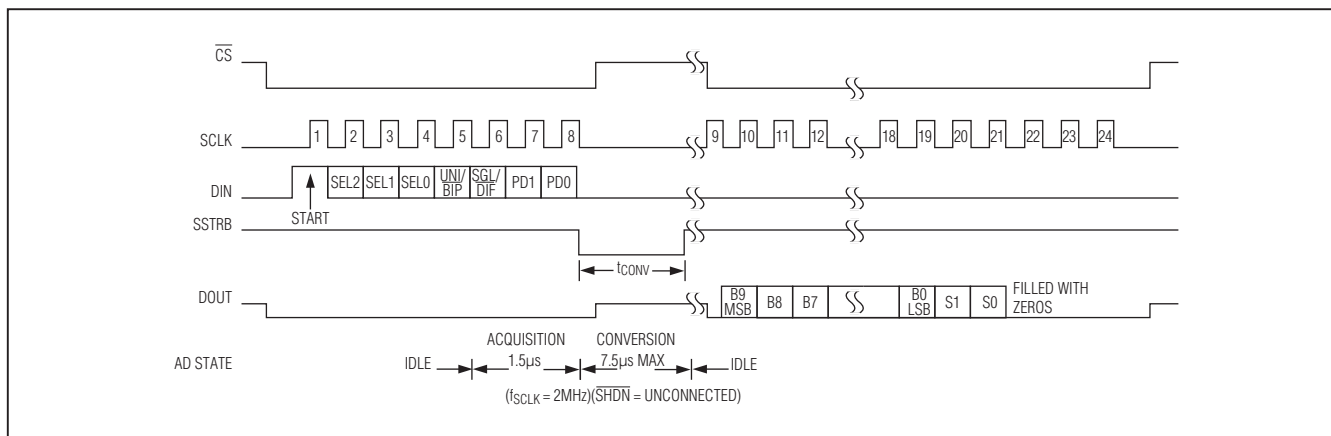 CS
SCLK
1 2 3 4 5 6 7 8 9 10 11 12 18 19 20 21 22 23 24
DIN
SEL2 SEL1 SEL0 UNI/BIP SGL/DIF PD1 PD0
START
SSTRB
tCONV
DOUT
B9 MSB B8 B7 B0 LSB S1 S0
FILLED WITH
ZEROS
AD STATE
IDLE
ACQUISITION
1.5µs
CONVERSION
7.5µs MAX
IDLE
(fSCLK = 2MHz)(SHDN = UNCONNECTED)